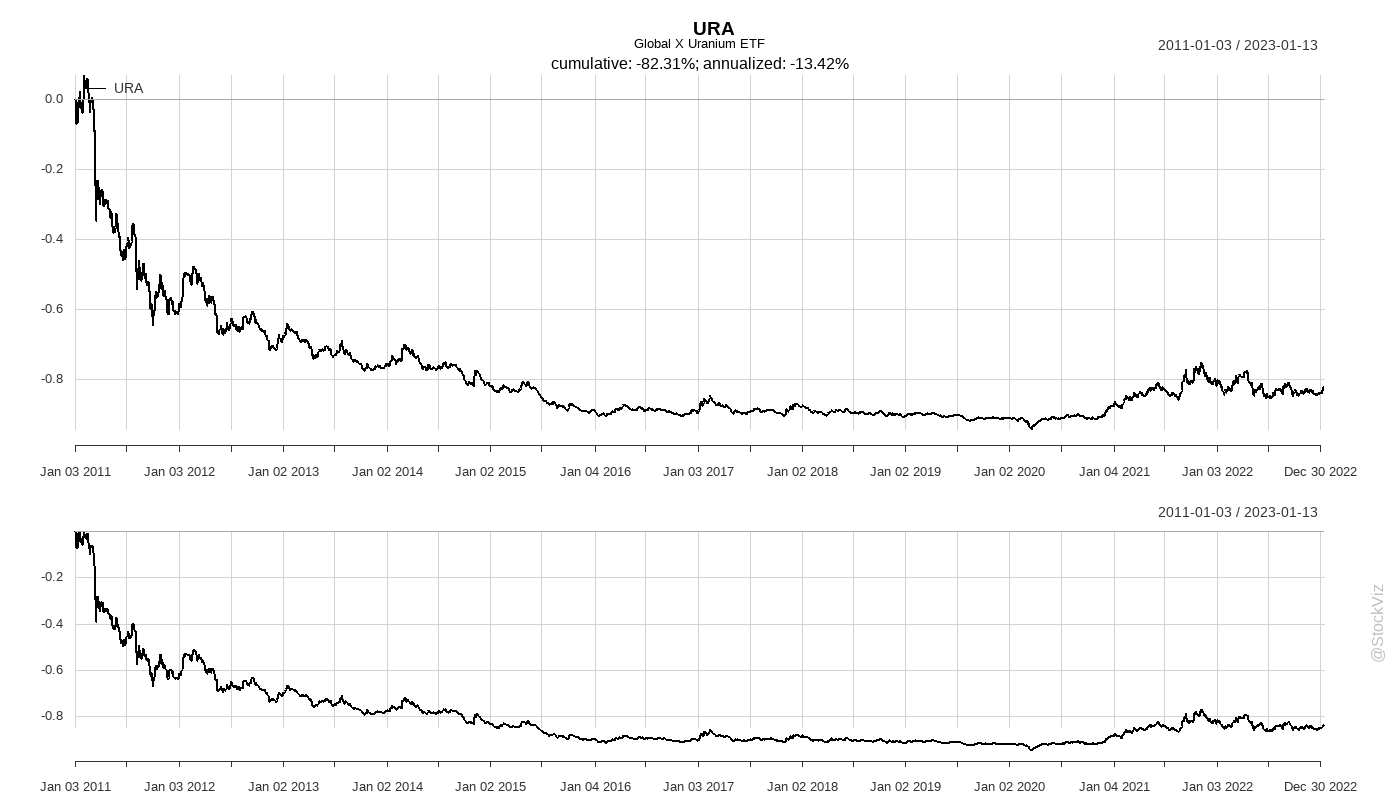 URA
Global X Uranium ETF
cumulative: -82.31%; annualized: -13.42%
2011-01-03 / 2023-01-13
URA
0.0
-0.2
-0.4
-0.6
-0.8
Jan 03 2011 Jan 03 2012 Jan 02 2013 Jan 02 2014 Jan 02 2015 Jan 04 2016 Jan 03 2017 Jan 02 2018 Jan 02 2019 Jan 02 2020 Jan 04 2021 Jan 03 2022 Dec 30 2022
2011-01-03 / 2023-01-13
-0.2
-0.4
-0.6
-0.8
Jan 03 2011 Jan 03 2012 Jan 02 2013 Jan 02 2014 Jan 02 2015 Jan 04 2016 Jan 03 2017 Jan 02 2018 Jan 02 2019 Jan 02 2020 Jan 04 2021 Jan 03 2022 Dec 30 2022
@StockViz